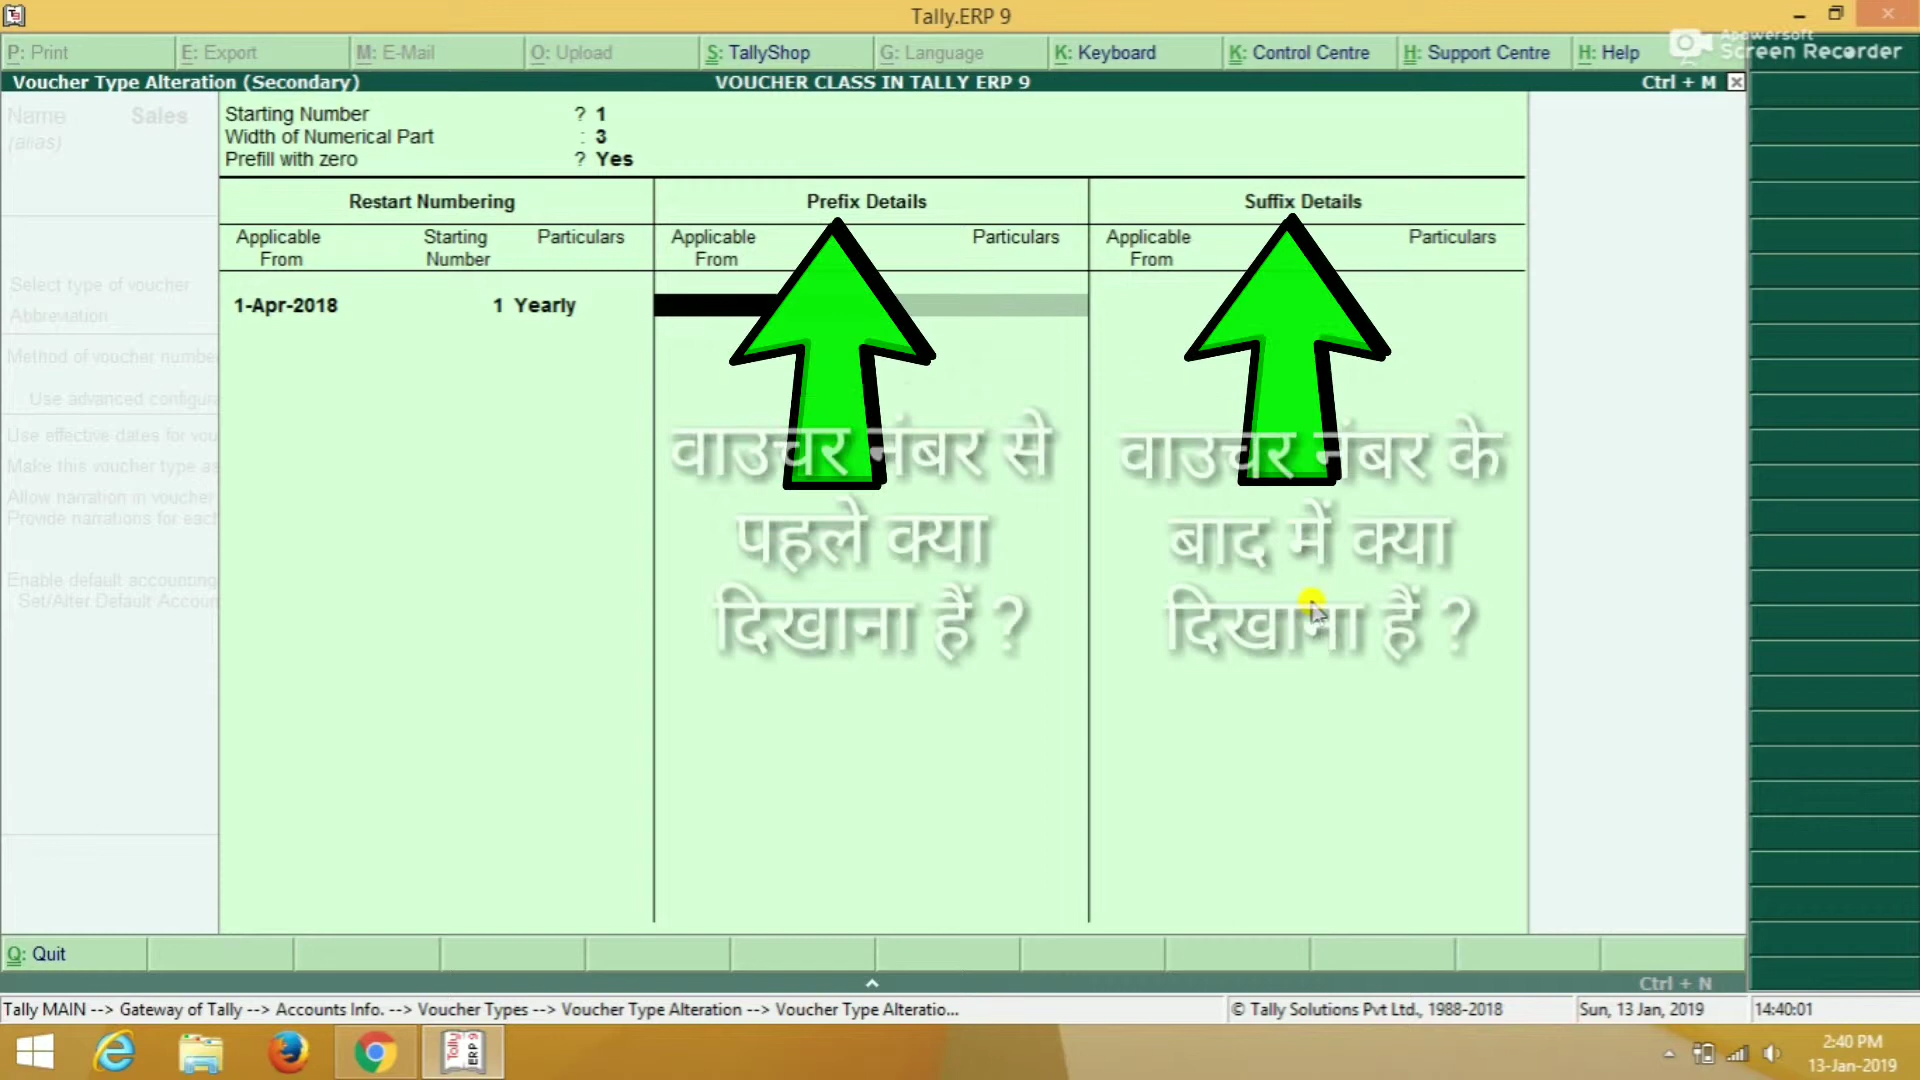 Tally.ERP 9
P: Print E: Export M: E-Mail O: Upload S: TallyShop G: Language K: Keyboard K: Control Centre H: Support Centre H: Help
Apowersoft
Screen Recorder
Voucher Type Alteration (Secondary) VOUCHER CLASS IN TALLY ERP 9 Ctrl + M
Name Sales
(alias)
Starting Number ? 1
Width of Numerical Part : 3
Prefill with zero ? Yes
Restart Numbering Prefix Details Suffix Details
Applicable Starting Particulars Applicable Particulars Applicable Particulars
From Number From From
1-Apr-2018 1 Yearly
Select type of voucher
Abbreviation
Method of voucher number
Use advanced configura
Use effective dates for vou
Make this voucher type as
Allow narration in voucher
Provide narrations for each
Enable default accounting
Set/Alter Default Accoun
वाउचर नंबर से
पहले क्या
दिखाना हैं ?
वाउचर नंबर के
बाद में क्या
दिखाना हैं ?
Q: Quit
Ctrl + N
Tally MAIN --> Gateway of Tally --> Accounts Info. --> Voucher Types --> Voucher Type Alteration --> Voucher Type Alteratio... © Tally Solutions Pvt Ltd., 1988-2018 Sun, 13 Jan, 2019 14:40:01
Tally
ERP 9
2:40 PM
13-Jan-2019